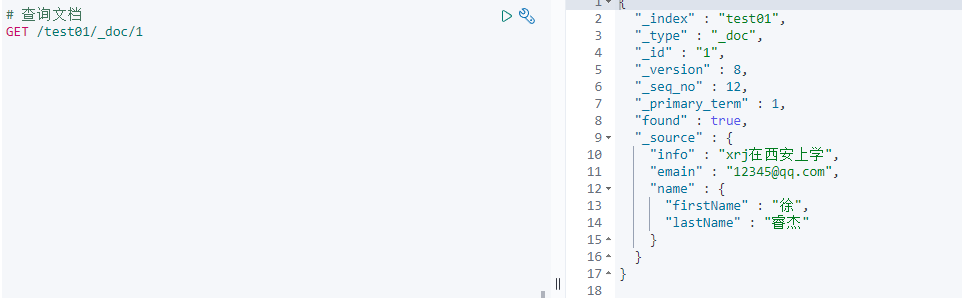 # 查询文档
GET /test01/_doc/1
1 {
2 "_index" : "test01",
3 "_type" : "_doc",
4 "_id" : "1",
5 "_version" : 8,
6 "_seq_no" : 12,
7 "_primary_term" : 1,
8 "found" : true,
9 "_source" : {
10 "info" : "xrj在西安上学",
11 "emain" : "12345@qq.com",
12 "name" : {
13 "firstName" : "徐",
14 "lastName" : "睿杰"
15 }
16 }
17 }
18